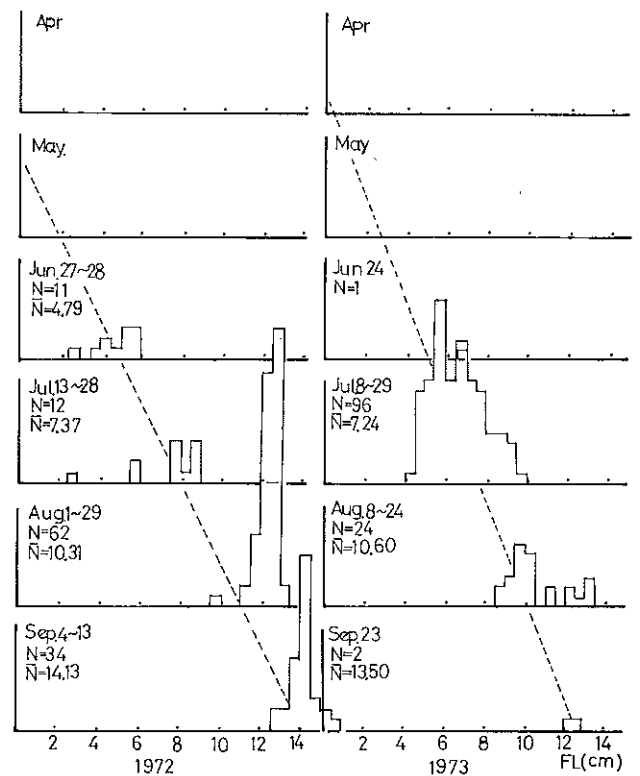 Apr
May.
Jun.27~28
N=11
N̄=4.79
Jul.13~28
N=12
N̄=7.37
Aug.1~29
N=62
N̄=10.31
Sep.4~13
N=34
N̄=14.13
2 4 6 8 10 12 14
1972
Apr
May
Jun 24
N=1
Jul.8~29
N=96
N̄=7.24
Aug.8~24
N=24
N̄=10.60
Sep.23
N=2
N̄=13.50
2 4 6 8 10 12 FL(cm)
1973